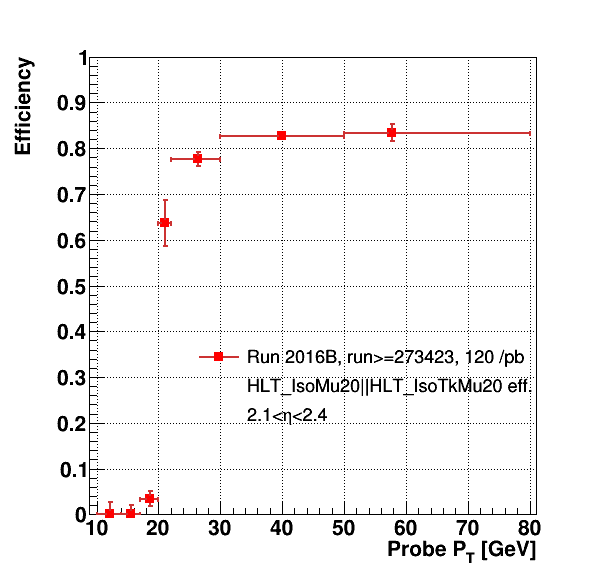 Efficiency
1
0.9
0.8
0.7
0.6
0.5
0.4
0.3
0.2
0.1
0
Run 2016B, run>=273423, 120 /pb
HLT_IsoMu20||HLT_IsoTkMu20 eff.
2.1<η<2.4
10 20 30 40 50 60 70 80
Probe P_T [GeV]